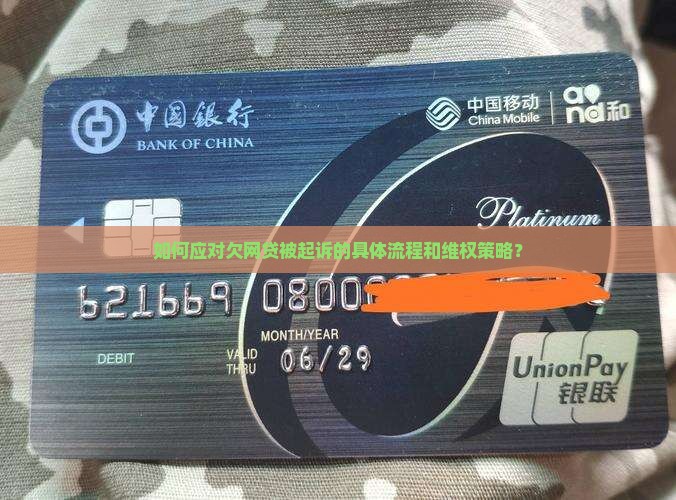 中国銀行
BANK OF CHINA
中国移动
China Mobile
and和
Platinum
如何应对欠网贷被起诉的具体流程和维权策略？
621669 0800
MONTH/YEAR
DEBIT
VALID
THRU
06/29
UnionPay
银联